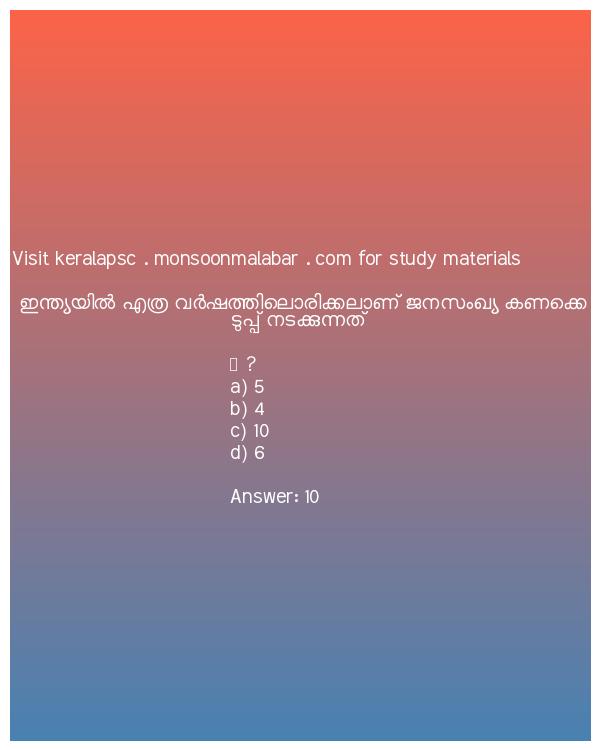 Visit keralapsc . monsoonmalabar . com for study materials
ഇന്ത്യയിൽ എത്ര വർഷത്തിലൊരിക്കലാണ് ജനസംഖ്യ കണക്കെ
ടുപ്പ് നടക്കുന്നത്
?
a) 5
b) 4
c) 10
d) 6
Answer: 10